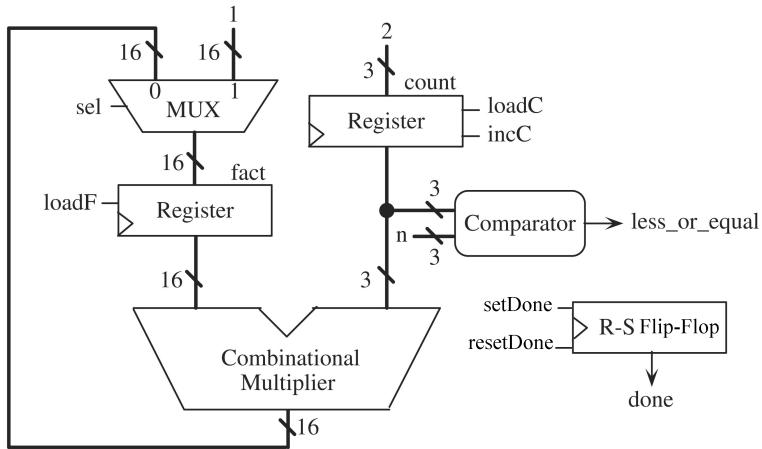 1
2
16
16
3
count
sel
0
1
MUX
loadC
Register
incC
16
fact
loadF
Register
3
n
3
Comparator
less_or_equal
16
3
setDone
R-S Flip-Flop
resetDone
Combinational
Multiplier
done
16